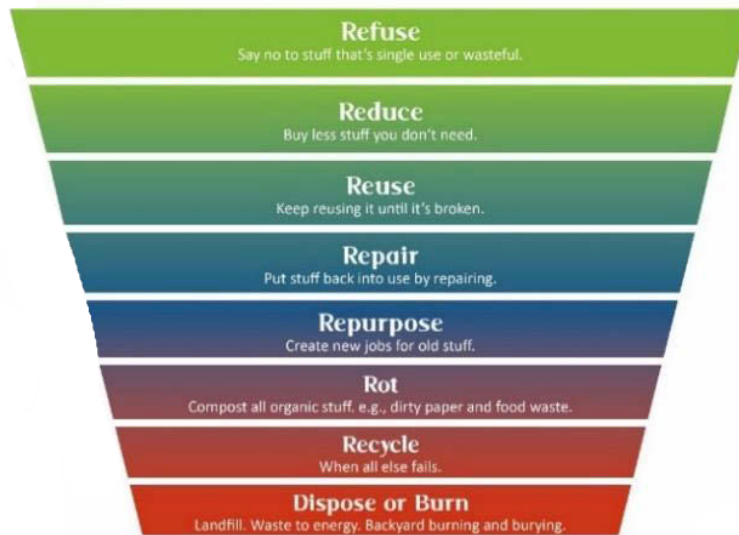 Refuse
Say no to stuff that's single use or wasteful.
Reduce
Buy less stuff you don't need.
Reuse
Keep reusing it until it's broken.
Repair
Put stuff back into use by repairing.
Repurpose
Create new jobs for old stuff.
Rot
Compost all organic stuff. e.g., dirty paper and food waste.
Recycle
When all else fails.
Dispose or Burn
Landfill. Waste to energy. Backyard burning and burying.